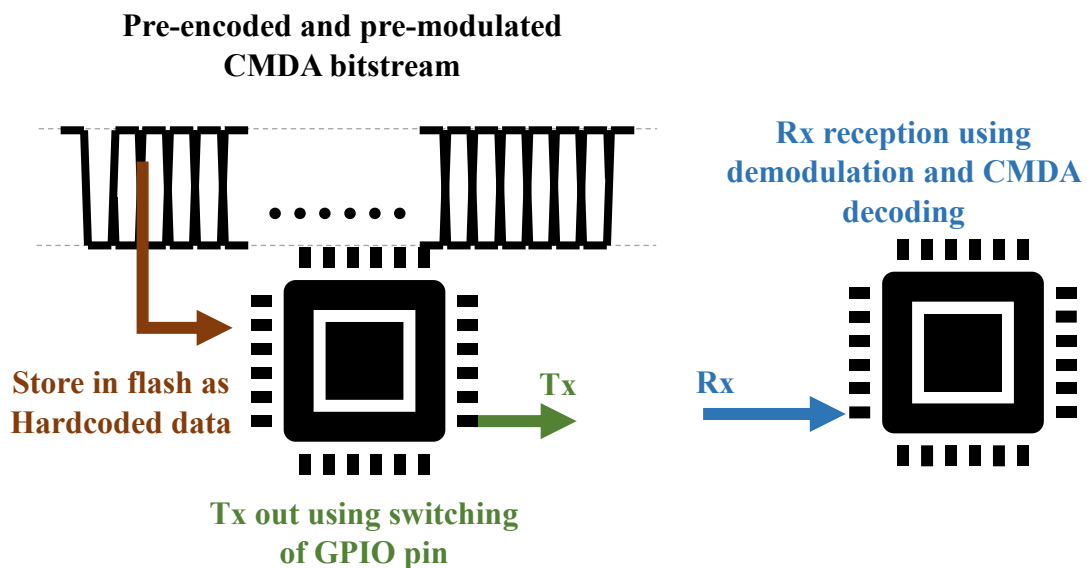 Pre-encoded and pre-modulated
CMDA bitstream
Rx reception using
demodulation and CMDA
decoding
Store in flash as
Hardcoded data
Tx
Rx
Tx out using switching
of GPIO pin